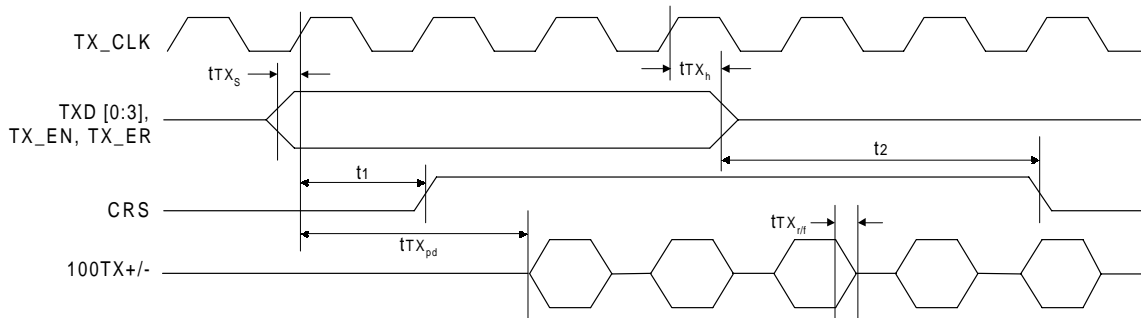 TX_CLK
tTXS
tTXh
TXD [0:3],
TX_EN, TX_ER
t1
t2
CRS
tTXpd
tTXr/f
100TX+/-